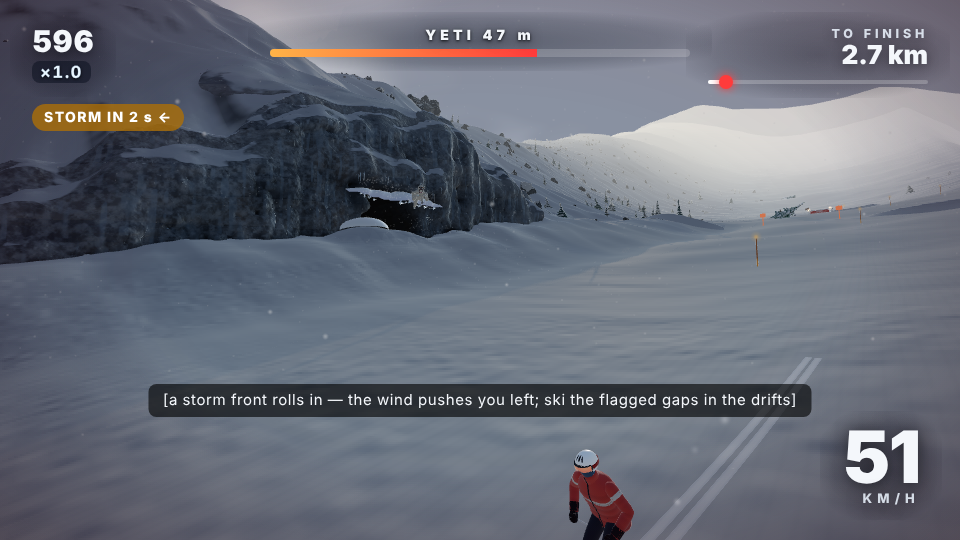 596
×1.0
STORM IN 2 s ←
YETI 47 m
TO FINISH
2.7 km
[a storm front rolls in — the wind pushes you left; ski the flagged gaps in the drifts]
51
KM/H